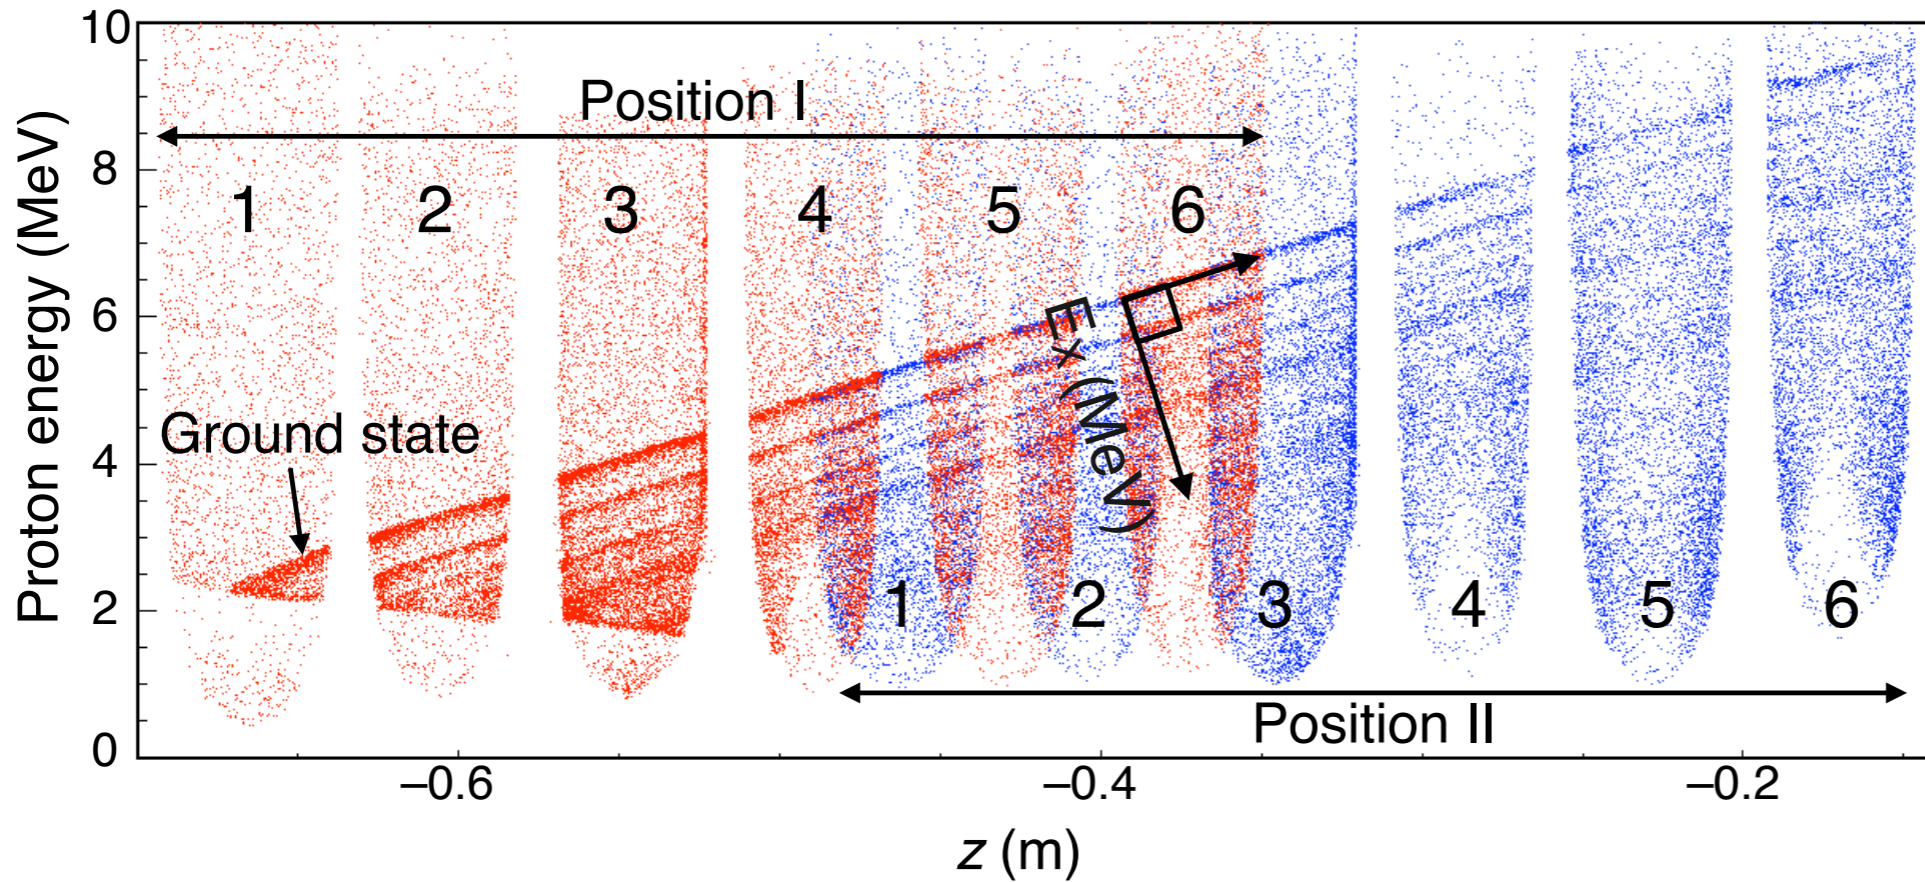 10
8
6
4
2
0
Proton energy (MeV)
Position I
1 2 3 4 5 6
Ground state
Ex (MeV)
1 2 3 4 5 6
Position II
–0.6 –0.4 –0.2
z (m)